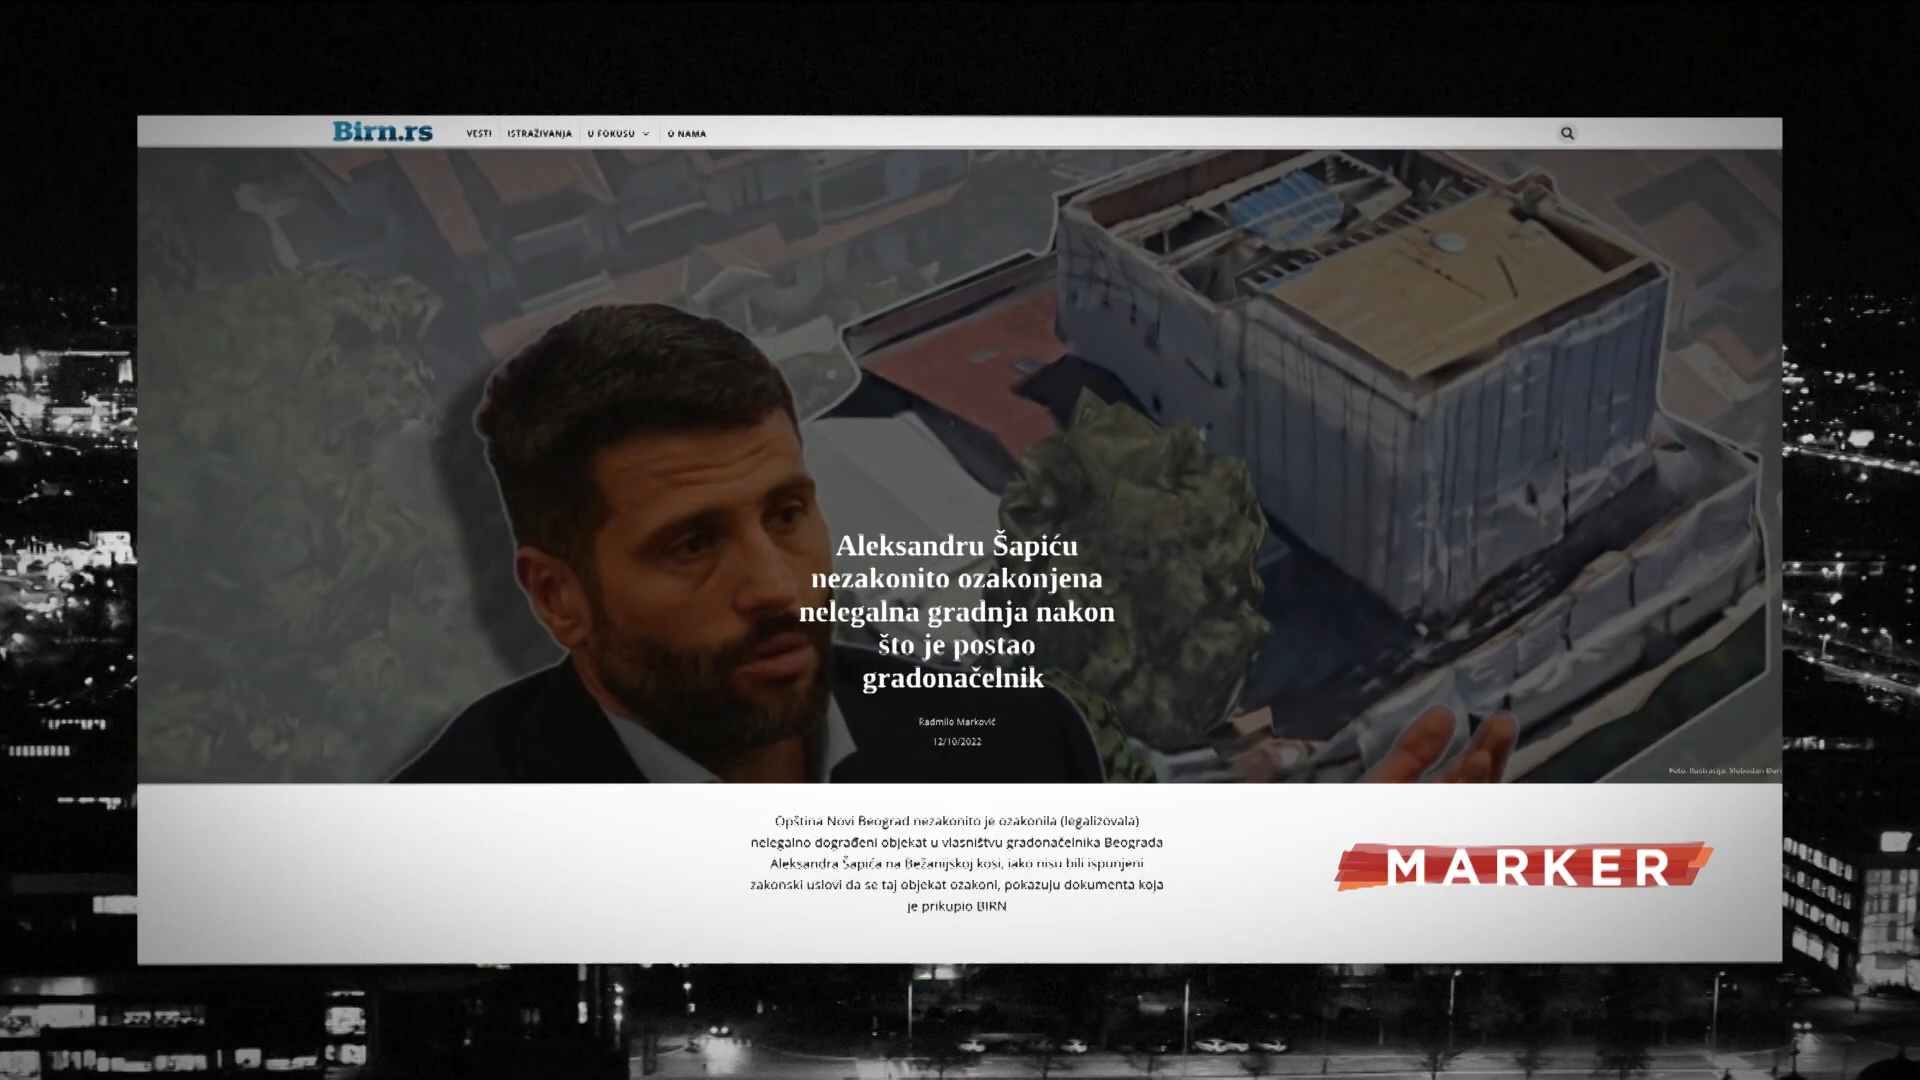 Birn.rs
VESTI
ISTRAŽIVANJA
U FOKUSU
O NAMA
Aleksandru Šapiću
nezakonito ozakonjena
nelegalna gradnja nakon
što je postao
gradonačelnik
Radmilo Marković
12/10/2022
Foto. Ilustracija: Slobodan
Opština Novi Beograd nezakonito je ozakonila (legalizovala)
nelegalno dograđeni objekat u vlasništvu gradonačelnika Beograda
Aleksandra Šapića na Bežanijskoj kosi, iako nisu bili ispunjeni
zakonski uslovi da se taj objekat ozakoni, pokazuju dokumenta koja
je prikupio BIRN
MARKER